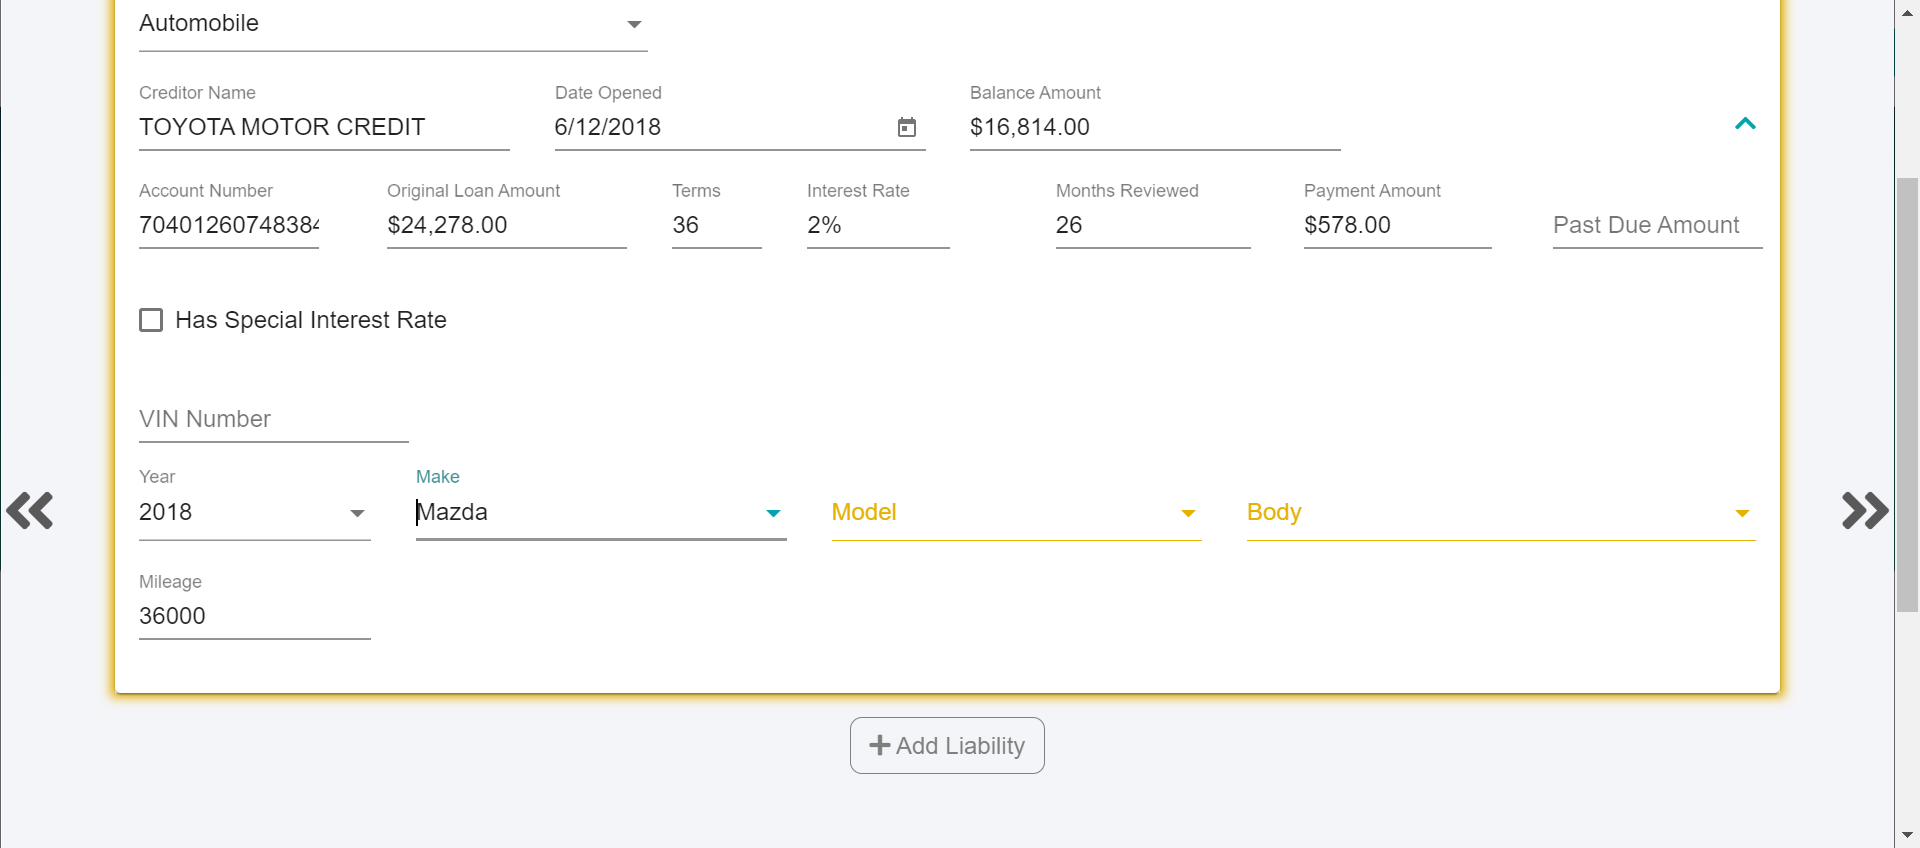 Automobile
Creditor Name Date Opened Balance Amount
TOYOTA MOTOR CREDIT 6/12/2018 $16,814.00
Account Number Original Loan Amount Terms Interest Rate Months Reviewed Payment Amount
70401260748384 $24,278.00 36 2% 26 $578.00 Past Due Amount
Has Special Interest Rate
VIN Number
Year Make
2018 Mazda Model Body
Mileage
36000
Add Liability